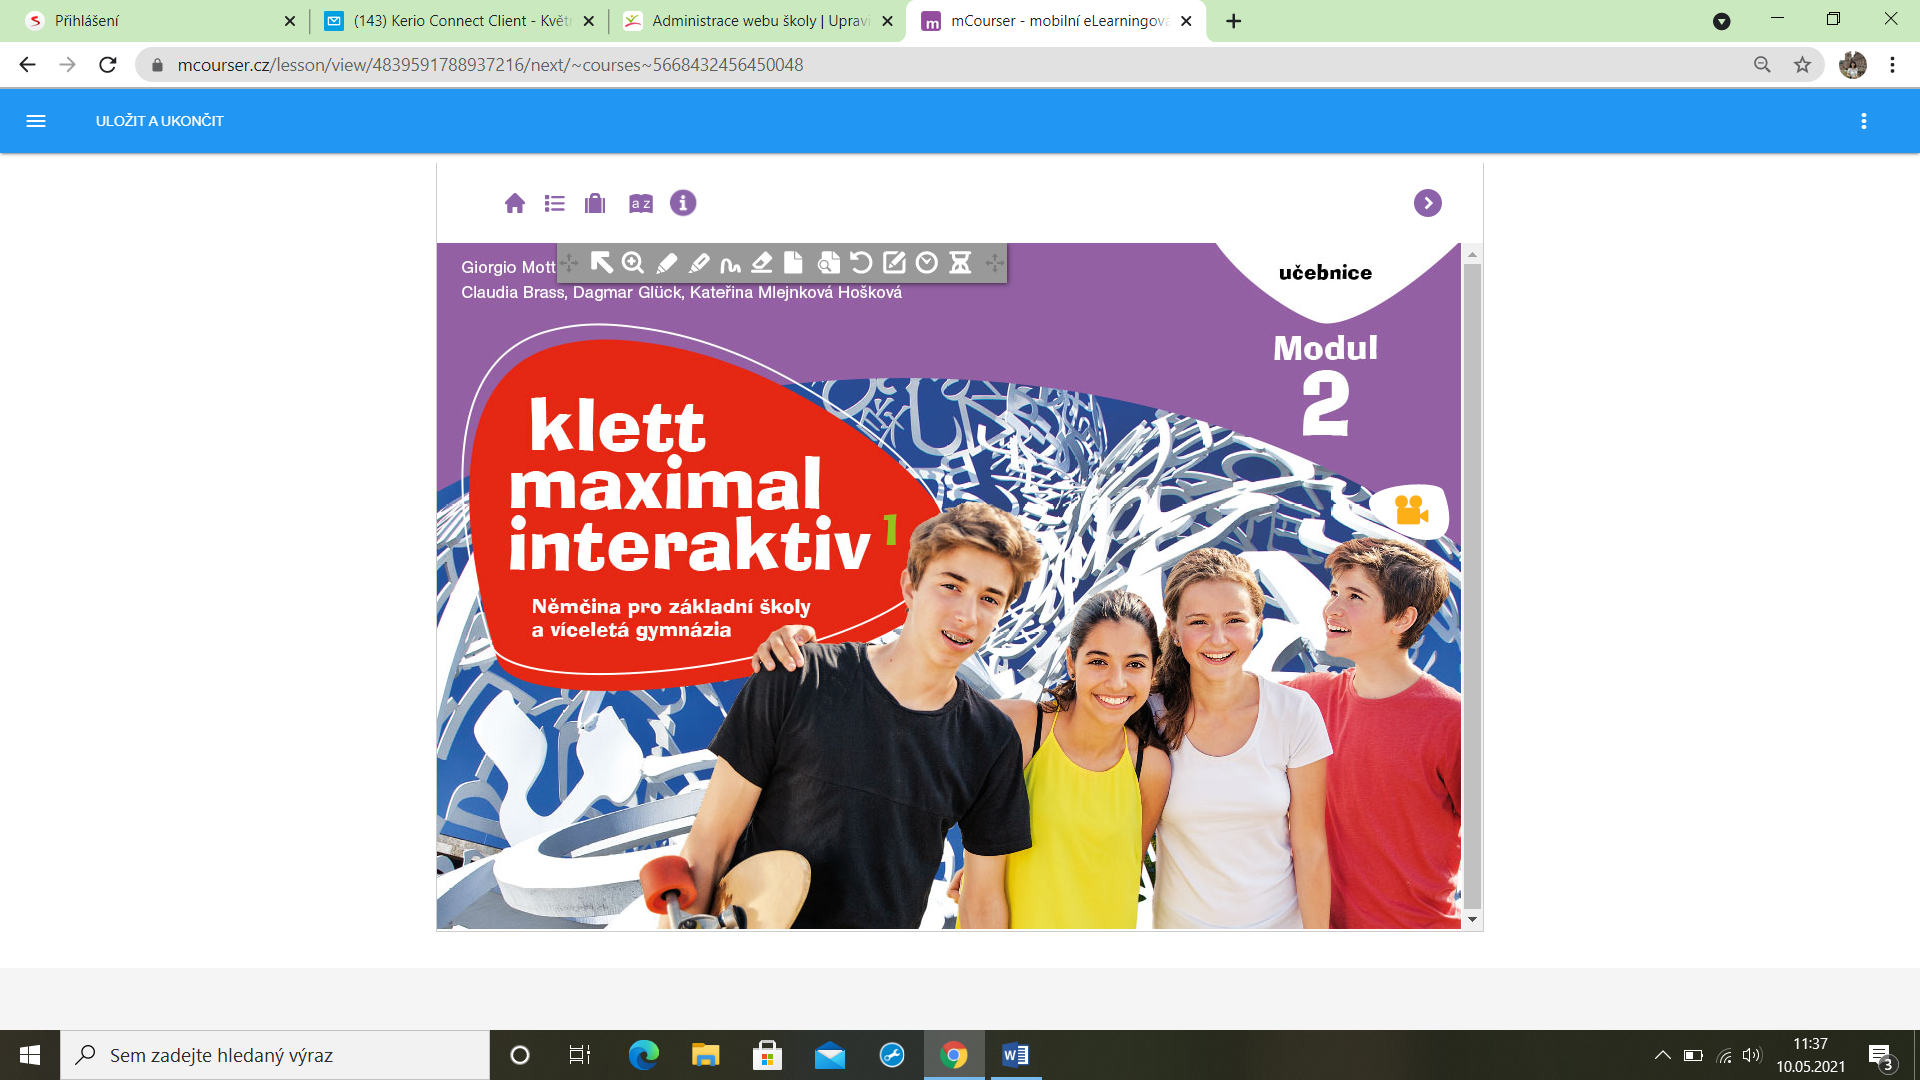 Přihlášení
(143) Kerio Connect Client - Květ
Administrace webu školy | Upravi
mCourser - mobilní eLearningová
mcourser.cz/lesson/view/4839591788937216/next/~courses~5668432456450048
ULOŽIT A UKONČIT
a z
Giorgio Mott
Claudia Brass, Dagmar Glück, Kateřina Mlejnková Hošková
učebnice
Modul
2
klett
maximal
interaktiv 1
Němčina pro základní školy
a víceletá gymnázia
Sem zadejte hledaný výraz
11:37
10.05.2021
3